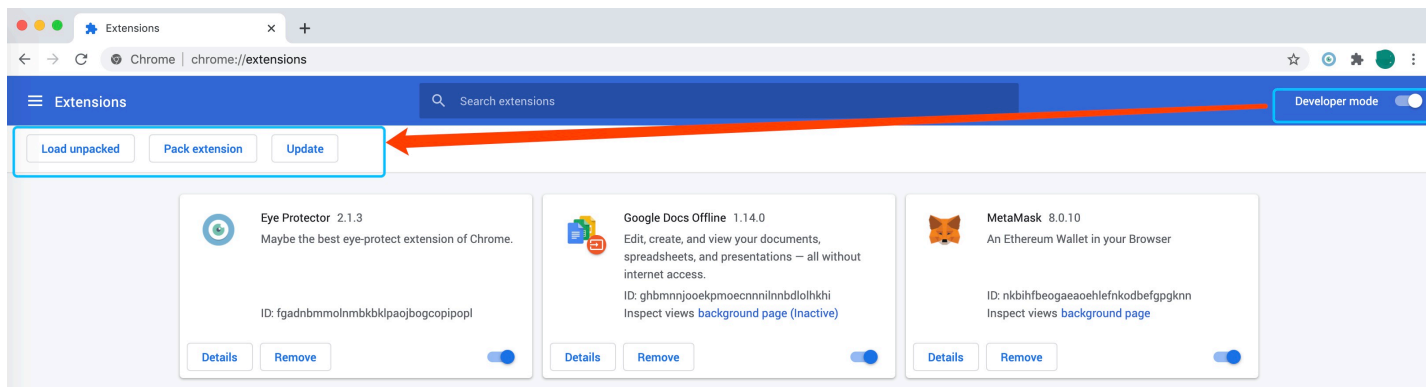 Extensions
Chrome | chrome://extensions
Extensions
Search extensions
Developer mode
Load unpacked
Pack extension
Update
Eye Protector 2.1.3
Maybe the best eye-protect extension of Chrome.
ID: fgadnbmmolnmbkbklpaojbogcopipopl
Details
Remove
Google Docs Offline 1.14.0
Edit, create, and view your documents,
spreadsheets, and presentations — all without
internet access.
ID: ghbmnnjooekpmoecnnnilnnbdlolhkhi
Inspect views background page (Inactive)
Details
Remove
MetaMask 8.0.10
An Ethereum Wallet in your Browser
ID: nkbihfbeogaeaoehlefnkodbefgpgknn
Inspect views background page
Details
Remove